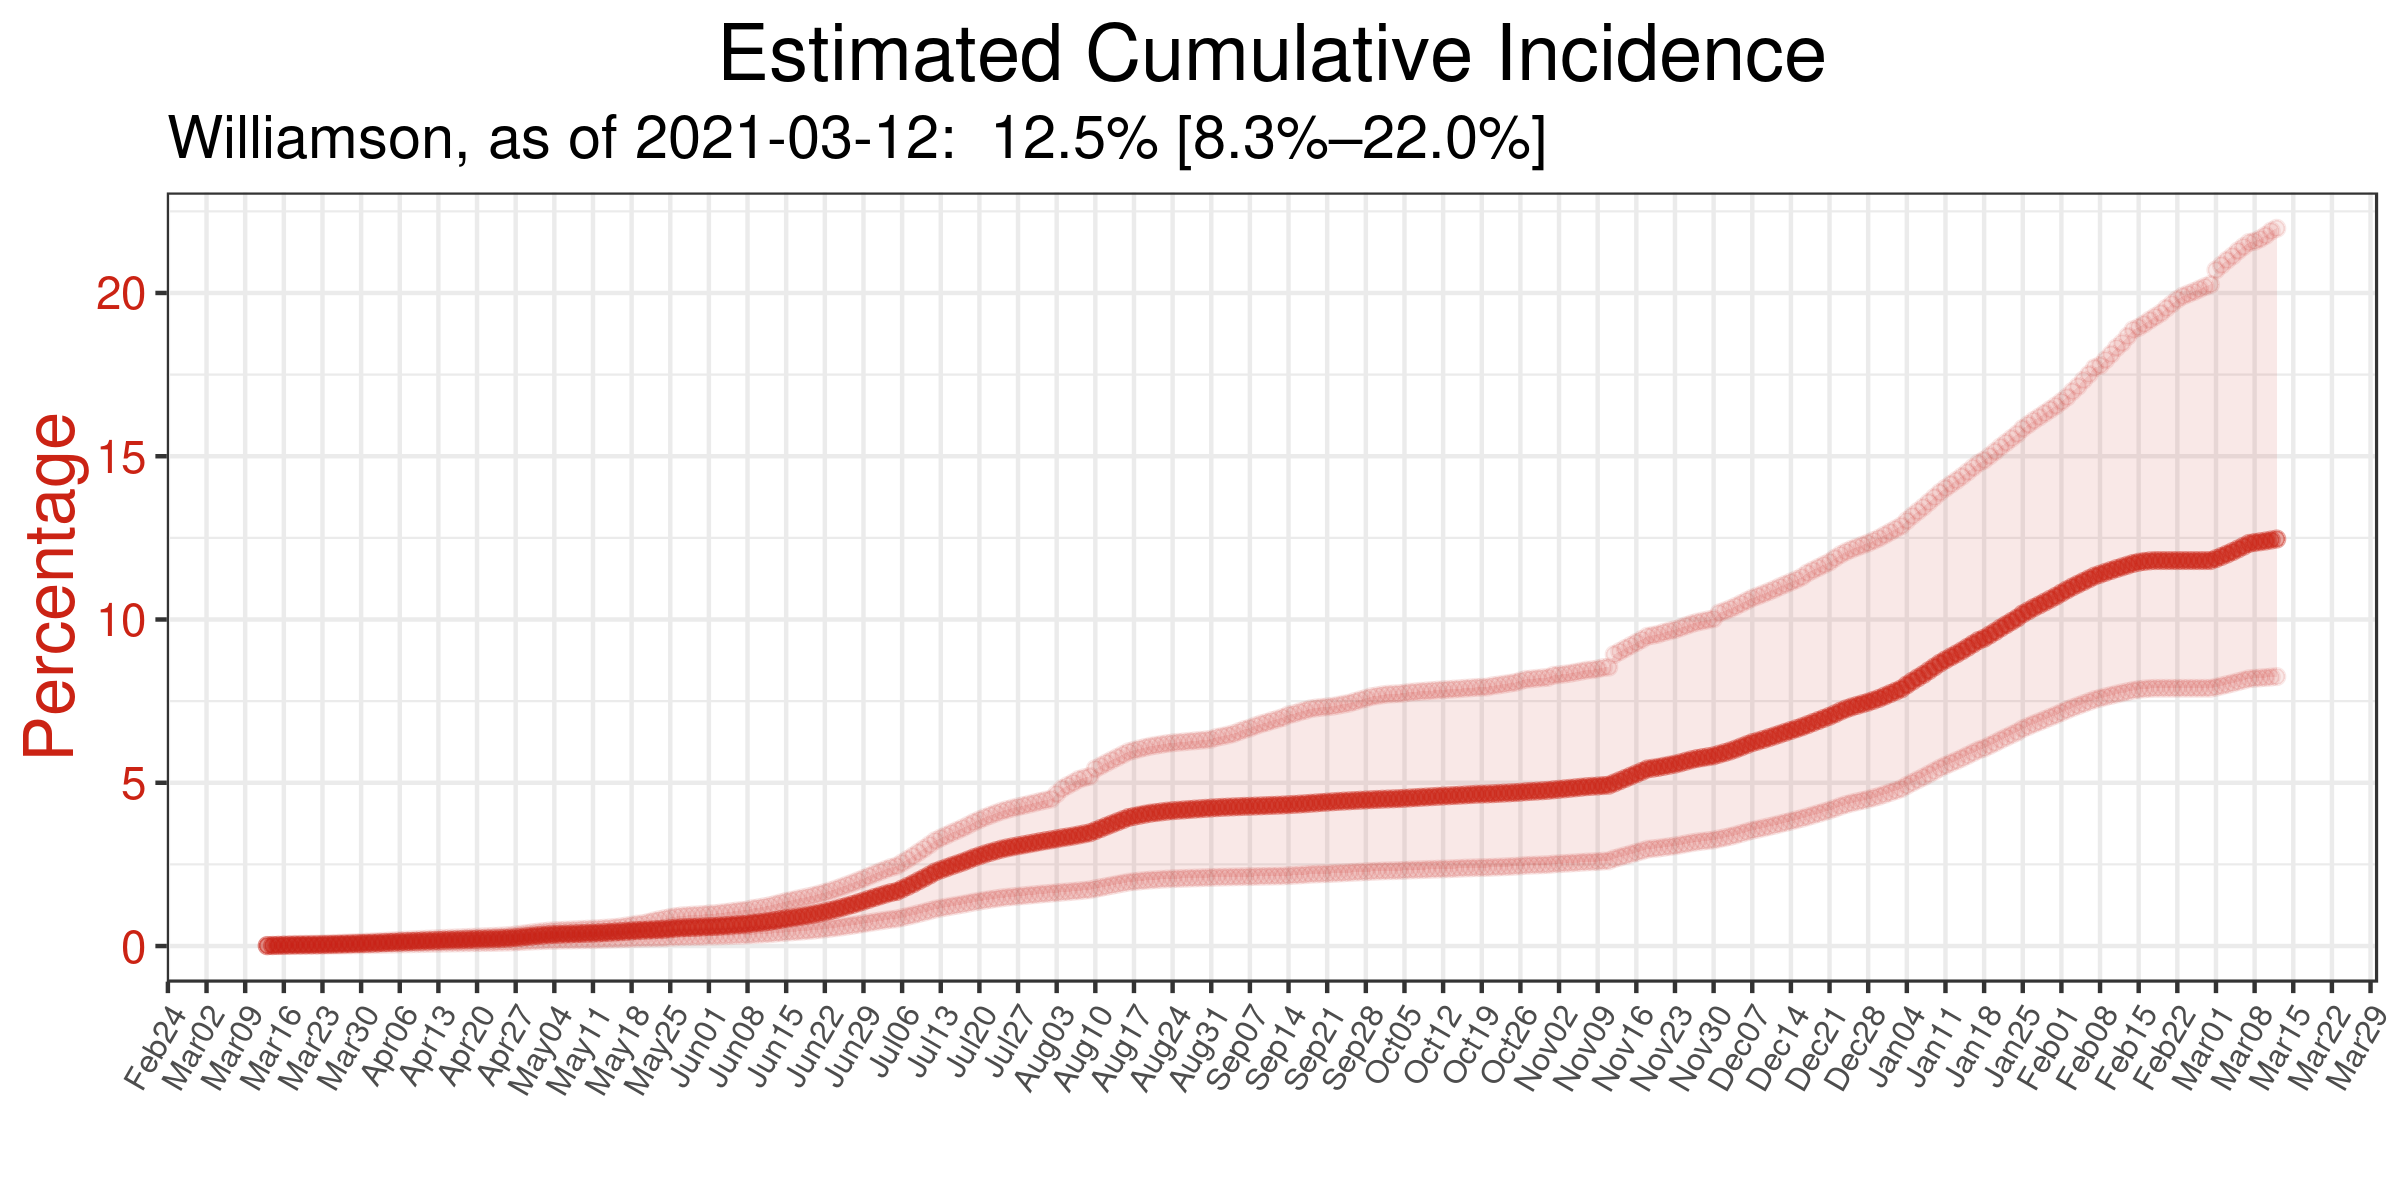 Estimated Cumulative Incidence
Williamson, as of 2021-03-12:  12.5% [8.3%–22.0%]
Percentage
20
15
10
5
0
Feb24
Mar02
Mar09
Mar16
Mar23
Mar30
Apr06
Apr13
Apr20
Apr27
May04
May11
May18
May25
Jun01
Jun08
Jun15
Jun22
Jun29
Jul06
Jul13
Jul20
Jul27
Aug03
Aug10
Aug17
Aug24
Aug31
Sep07
Sep14
Sep21
Sep28
Oct05
Oct12
Oct19
Oct26
Nov02
Nov09
Nov16
Nov23
Nov30
Dec07
Dec14
Dec21
Dec28
Jan04
Jan11
Jan18
Jan25
Feb01
Feb08
Feb15
Feb22
Mar01
Mar08
Mar15
Mar22
Mar29